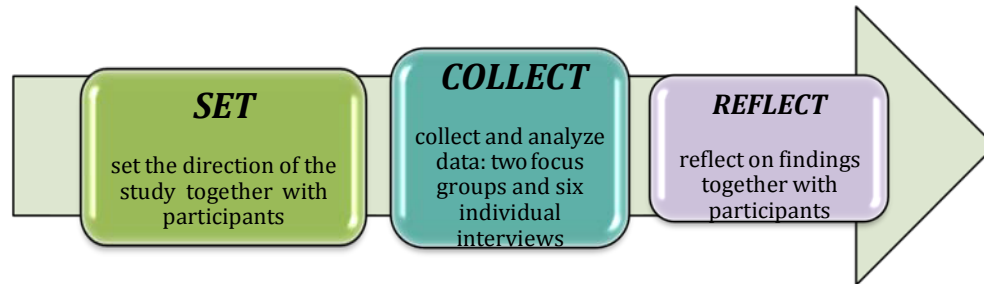 SET
set the direction of the
study together with
participants
COLLECT
collect and analyze
data: two focus
groups and six
individual
interviews
REFLECT
reflect on findings
together with
participants